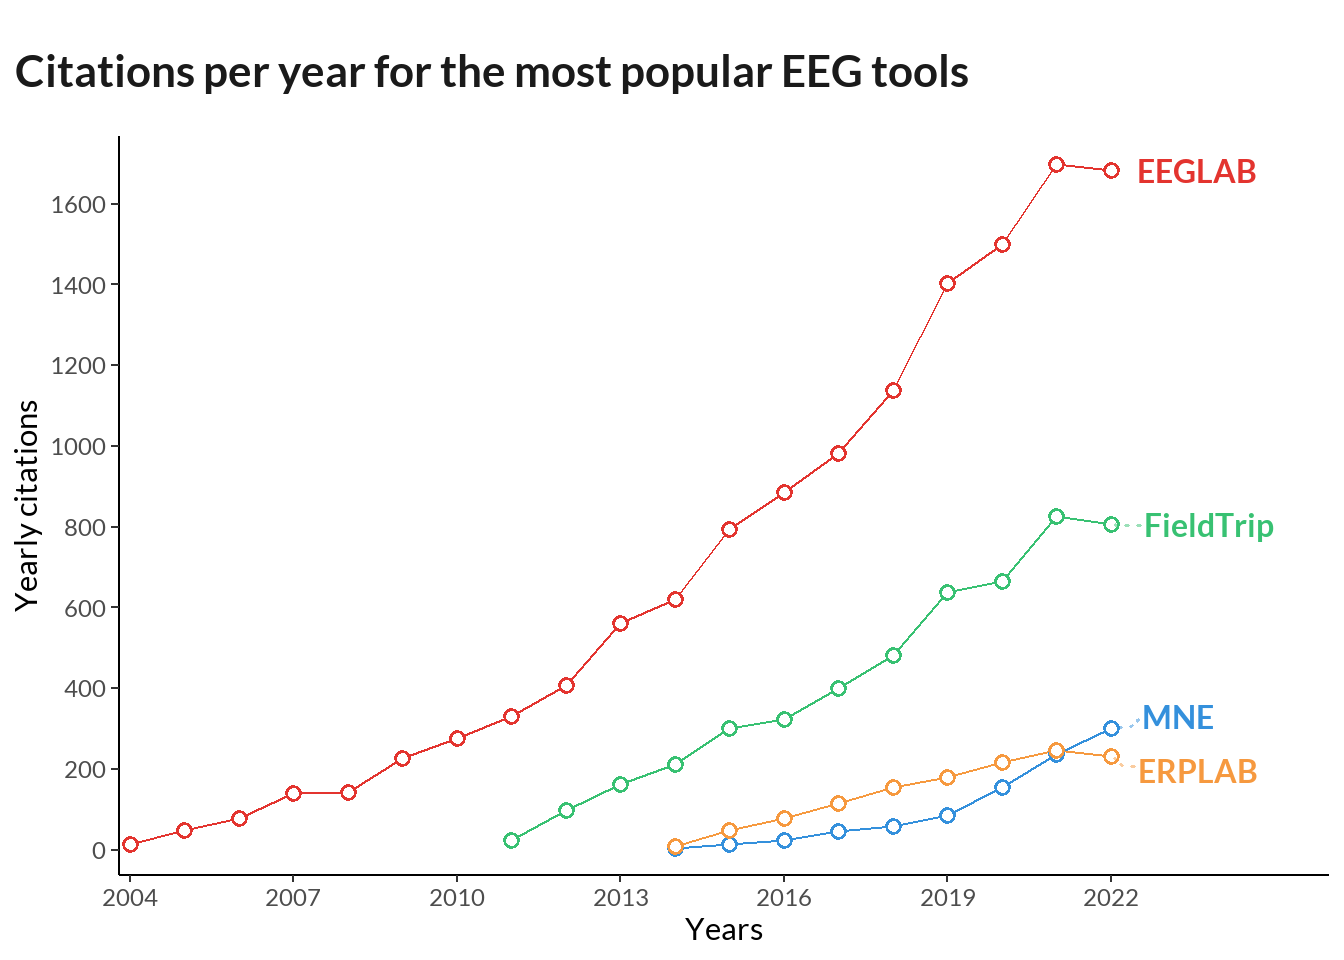 Citations per year for the most popular EEG tools
EEGLAB
1600
1400
1200
1000
Yearly citations
800
FieldTrip
600
400
MNE
200
ERPLAB
0
2004 2007 2010 2013 2016 2019 2022
Years